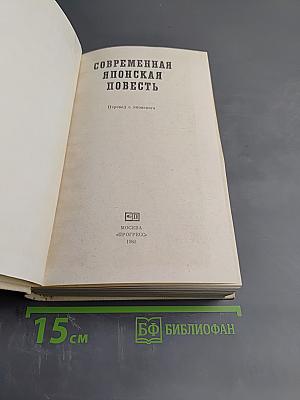 СОВРЕМЕННАЯ
ЯПОНСКАЯ
ПОВЕСТЬ
Перевод с японского
МОСКВА
«ПРОГРЕСС»
15 см
БФ БИБЛИОФАН